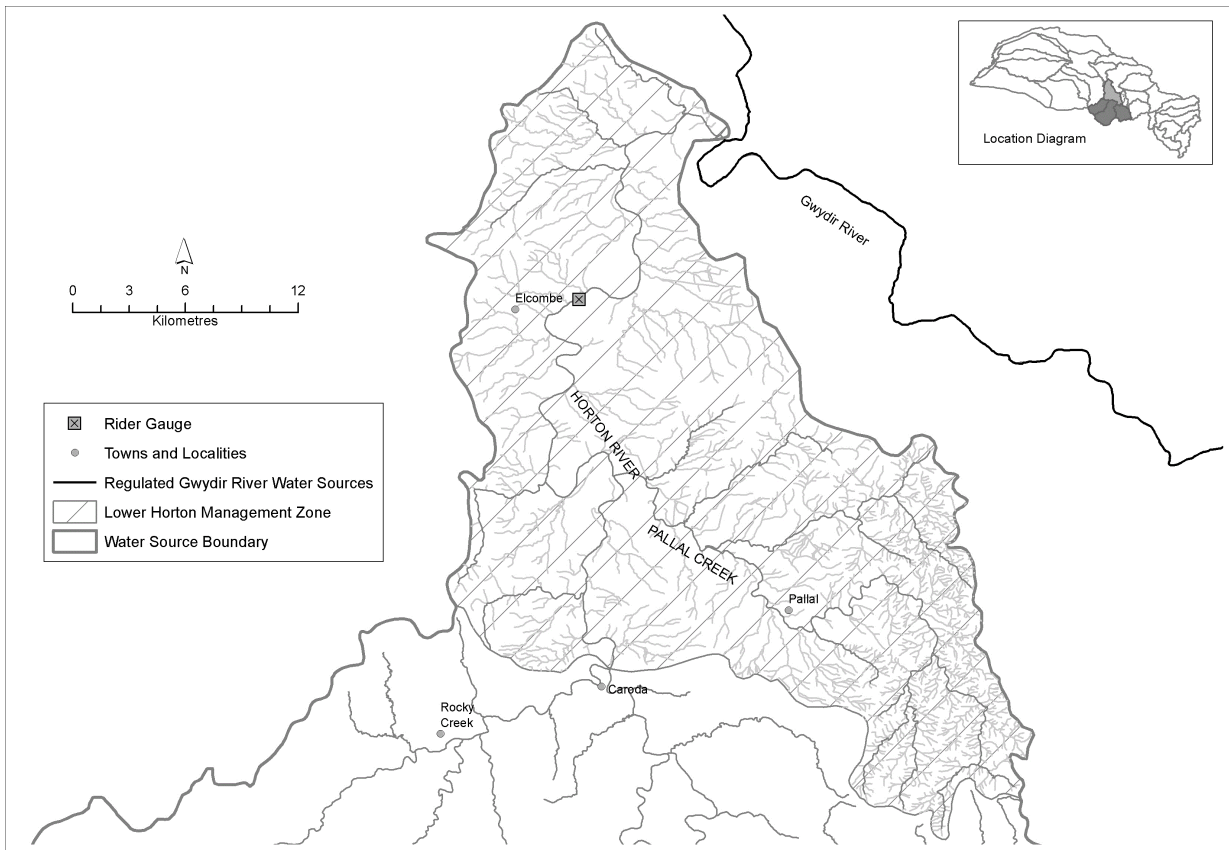 Location Diagram
Gwydir River
N
0 3 6 12
Kilometres
Elcombe
HORTON RIVER
Rider Gauge
Towns and Localities
Regulated Gwydir River Water Sources
Lower Horton Management Zone
Water Source Boundary
PALLAL CREEK
Pallal
Caroda
Rocky
Creek